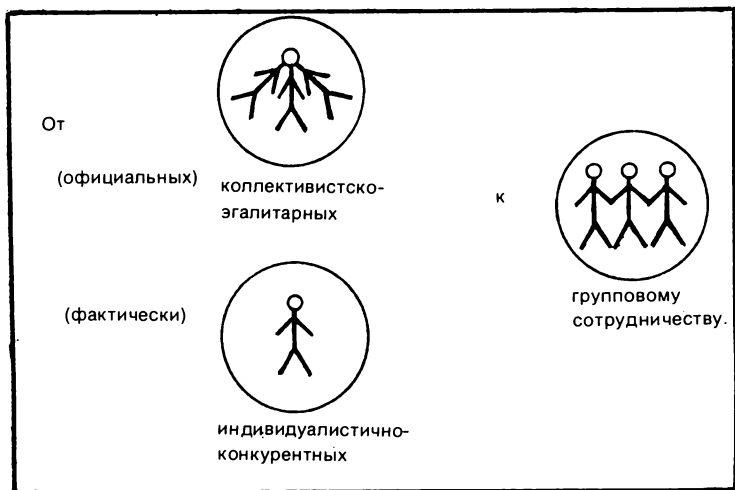 От
(официальных)
коллективистско-
эгалитарных
(фактически)
индивидуалистично-
конкурентных
к
групповому
сотрудничеству.